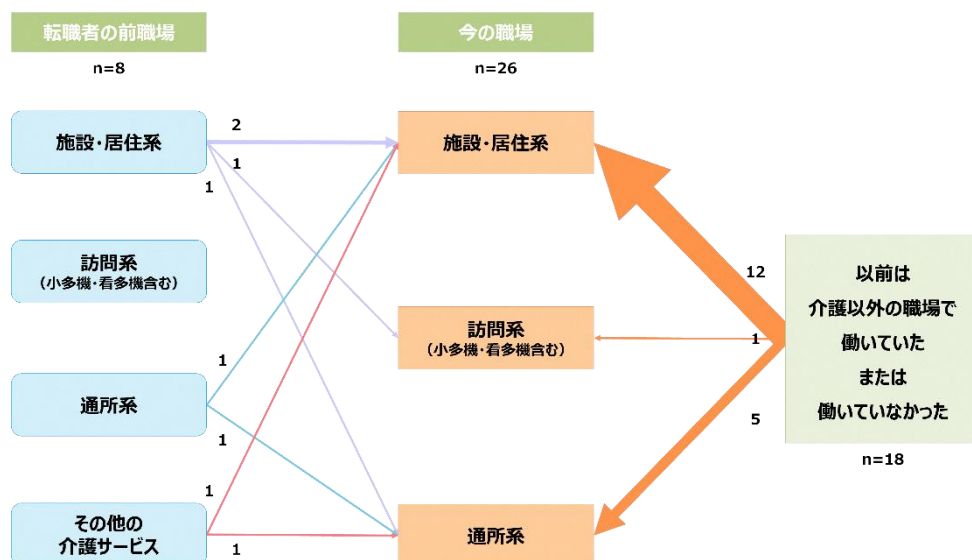 転職者の前職場
n=8
今の職場
n=26
施設・居住系
訪問系
(小多機・看多機含む)
通所系
その他の
介護サービス
2
1
1
1
1
1
1
施設・居住系
訪問系
(小多機・看多機含む)
通所系
12
1
5
以前は
介護以外の職場で
働いていた
または
働いていなかった
n=18